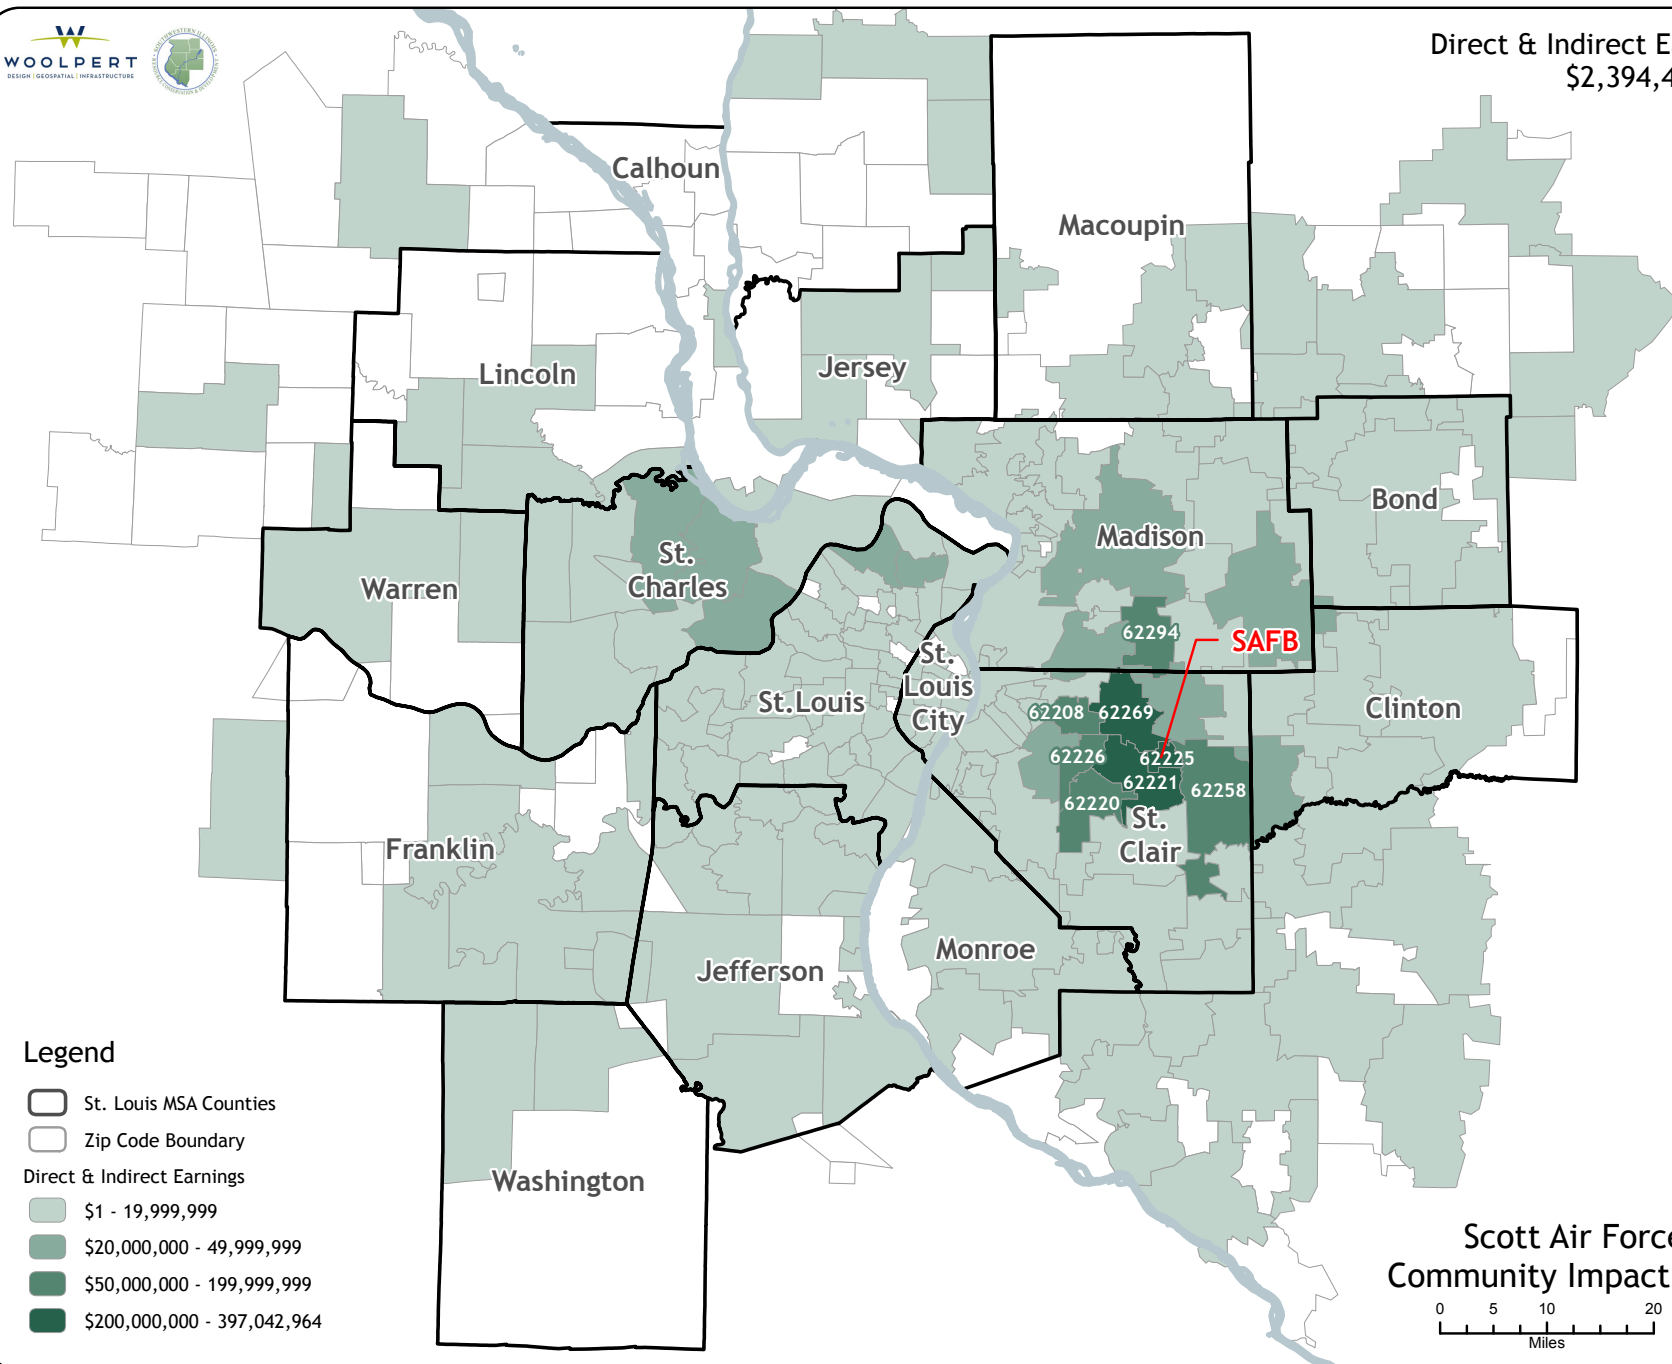 WOOLPERT
DESIGN | GEOSPATIAL | INFRASTRUCTURE
Direct & Indirect E
$2,394,4
Calhoun
Macoupin
Lincoln
Jersey
Bond
Madison
St.
Charles
Warren
62294
SAFB
St.
Louis
City
St.Louis
62208
62269
Clinton
62226
62225
62221
62258
62220
St.
Clair
Franklin
Monroe
Jefferson
Washington
Legend
St. Louis MSA Counties
Zip Code Boundary
Direct & Indirect Earnings
$1 - 19,999,999
$20,000,000 - 49,999,999
$50,000,000 - 199,999,999
$200,000,000 - 397,042,964
Scott Air Force
Community Impact
0 5 10 20
Miles